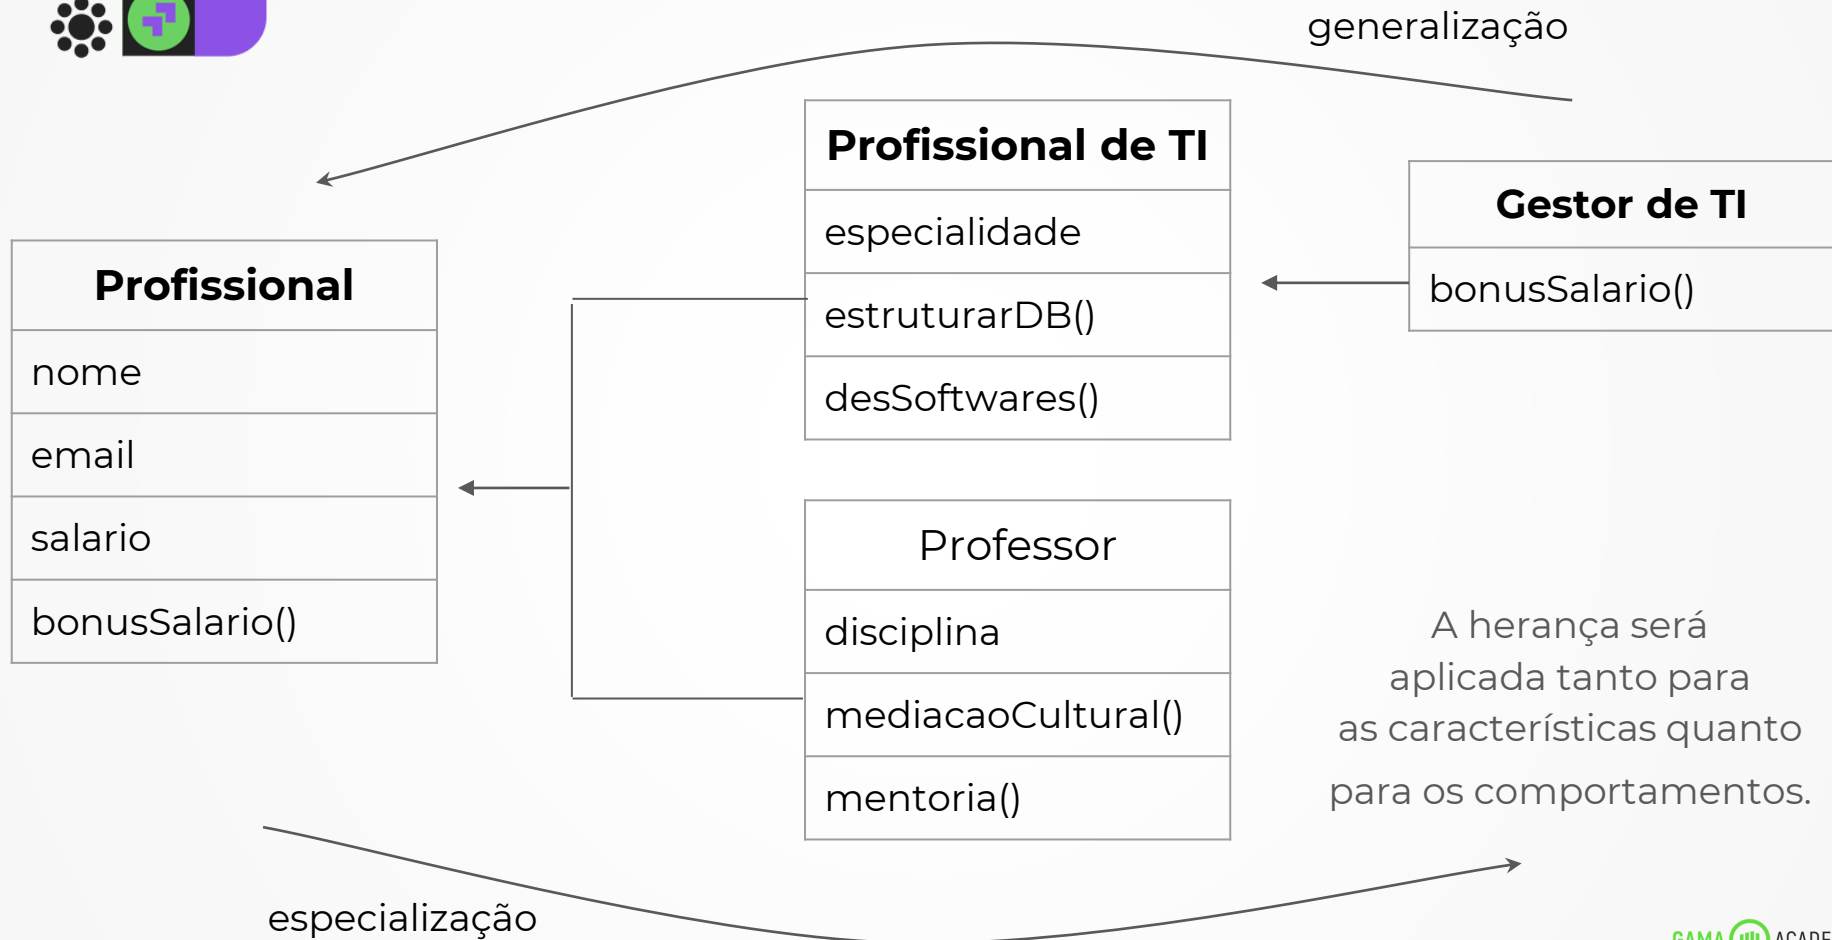 generalização
Profissional
nome
email
salario
bonusSalario()
Profissional de TI
especialidade
estruturarDB()
desSoftwares()
Gestor de TI
bonusSalario()
Professor
disciplina
mediacaoCultural()
mentoria()
A herança será
aplicada tanto para
as características quanto
para os comportamentos.
especialização
GAMA